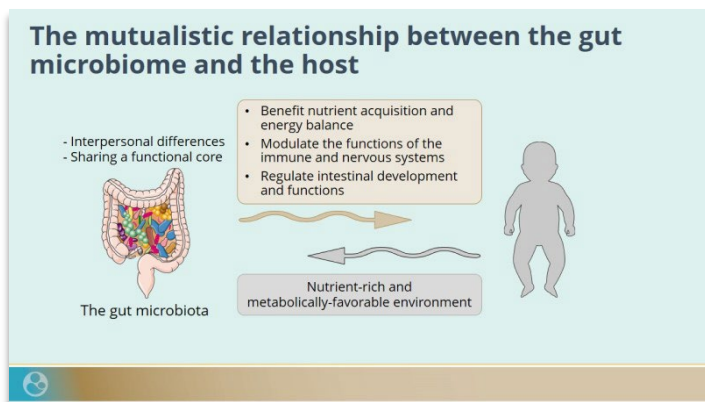 The mutualistic relationship between the gut
microbiome and the host
- Interpersonal differences
- Sharing a functional core
• Benefit nutrient acquisition and
energy balance
• Modulate the functions of the
immune and nervous systems
• Regulate intestinal development
and functions
Nutrient-rich and
metabolically-favorable environment
The gut microbiota